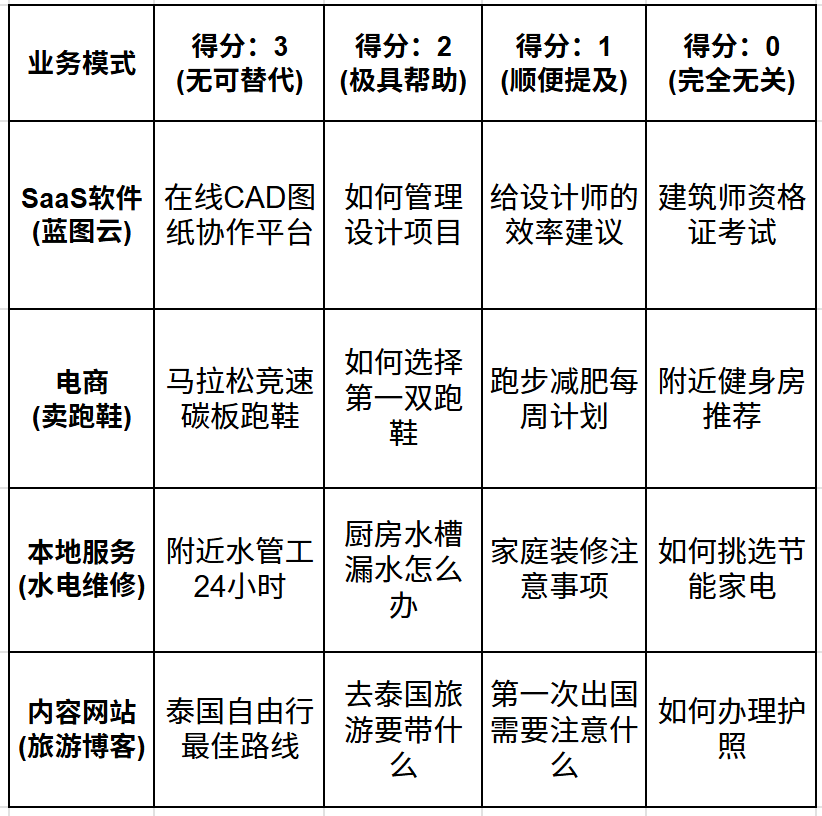 业务模式
得分：3
(无可替代)
得分：2
(极具帮助)
得分：1
(顺便提及)
得分：0
(完全无关)
SaaS软件
(蓝图云)
在线CAD图
纸协作平台
如何管理
设计项目
给设计师的
效率建议
建筑师资格
证考试
电商
(卖跑鞋)
马拉松竞速
碳板跑鞋
如何选择
第一双跑
鞋
跑步减肥每
周计划
附近健身房
推荐
本地服务
(水电维修)
附近水管工
24小时
厨房水槽
漏水怎么
办
家庭装修注
意事项
如何挑选节
能家电
内容网站
(旅游博客)
泰国自由行
最佳路线
去泰国旅
游要带什
么
第一次出国
需要注意什
么
如何办理护
照